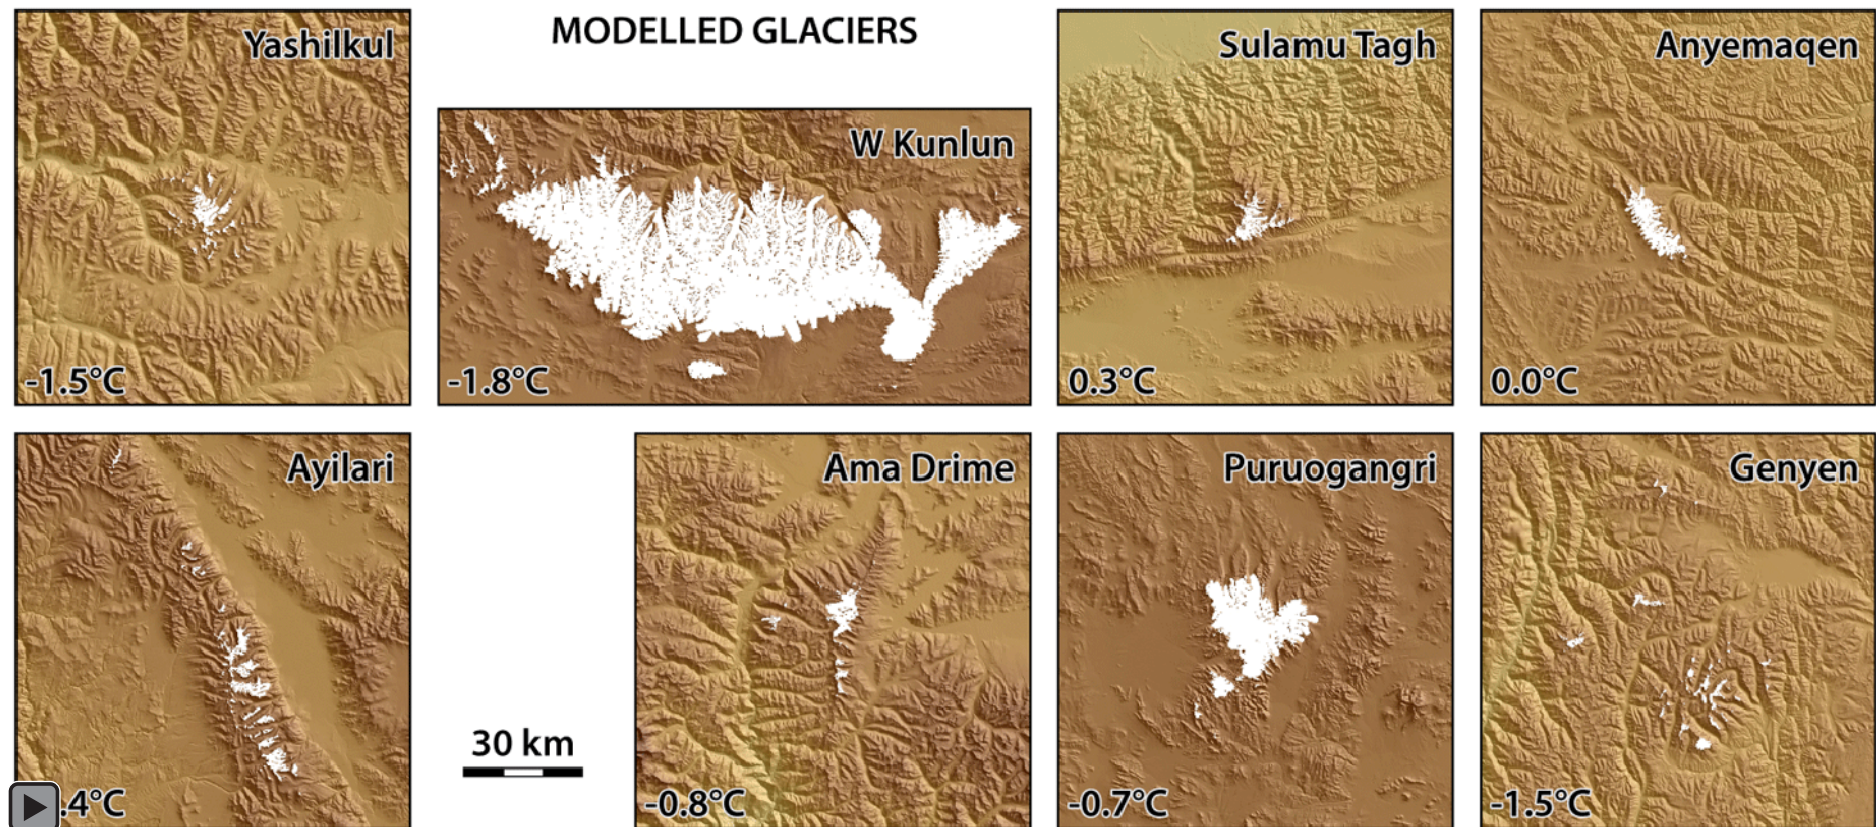 MODELLED GLACIERS
Yashilkul
-1.5°C
W Kunlun
-1.8°C
Sulamu Tagh
0.3°C
Anyemaqen
0.0°C
Ayilari
.4°C
30 km
Ama Drime
-0.8°C
Puruogangri
-0.7°C
Genyen
-1.5°C